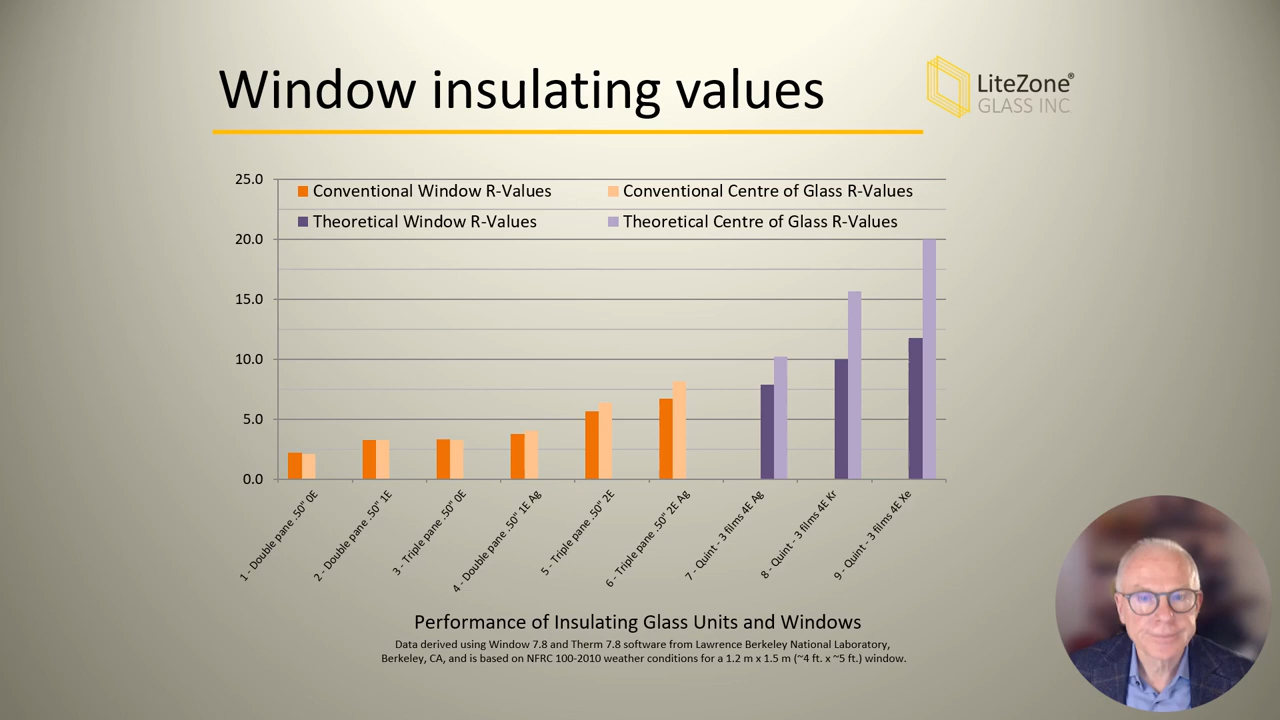 Window insulating values
LiteZone®
GLASS INC
25.0
20.0
15.0
10.0
5.0
0.0
Conventional Window R-Values
Conventional Centre of Glass R-Values
Theoretical Window R-Values
Theoretical Centre of Glass R-Values
1 - Double pane .50" 0E
2 - Double pane .50" 1E
3 - Triple pane .50" 0E
4 - Double pane .50" 1E Ag
5 - Triple pane .50" 2E
6 - Triple pane .50" 2E Ag
7 - Quint - 3 films 4E Ag
8 - Quint - 3 films 4E Kr
9 - Quint - 3 films 4E Xe
Performance of Insulating Glass Units and Windows
Data derived using Window 7.8 and Therm 7.8 software from Lawrence Berkeley National Laboratory,
Berkeley, CA, and is based on NFRC 100-2010 weather conditions for a 1.2 m x 1.5 m (~4 ft. x ~5 ft.) window.